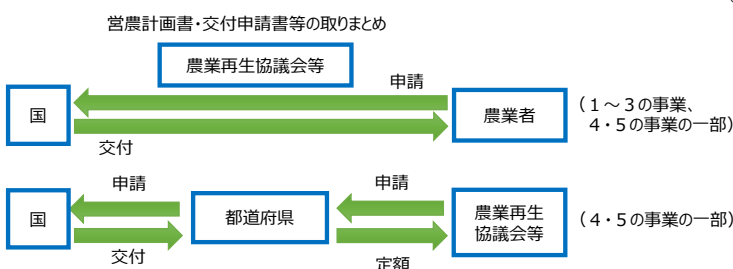 営農計画書・交付申請書等の取りまとめ
農業再生協議会等
申請
国
農業者
（１～３の事業、
４・５の事業の一部）
交付
申請
申請
国
都道府県
農業再生
協議会等
（４・５の事業の一部）
交付
定額